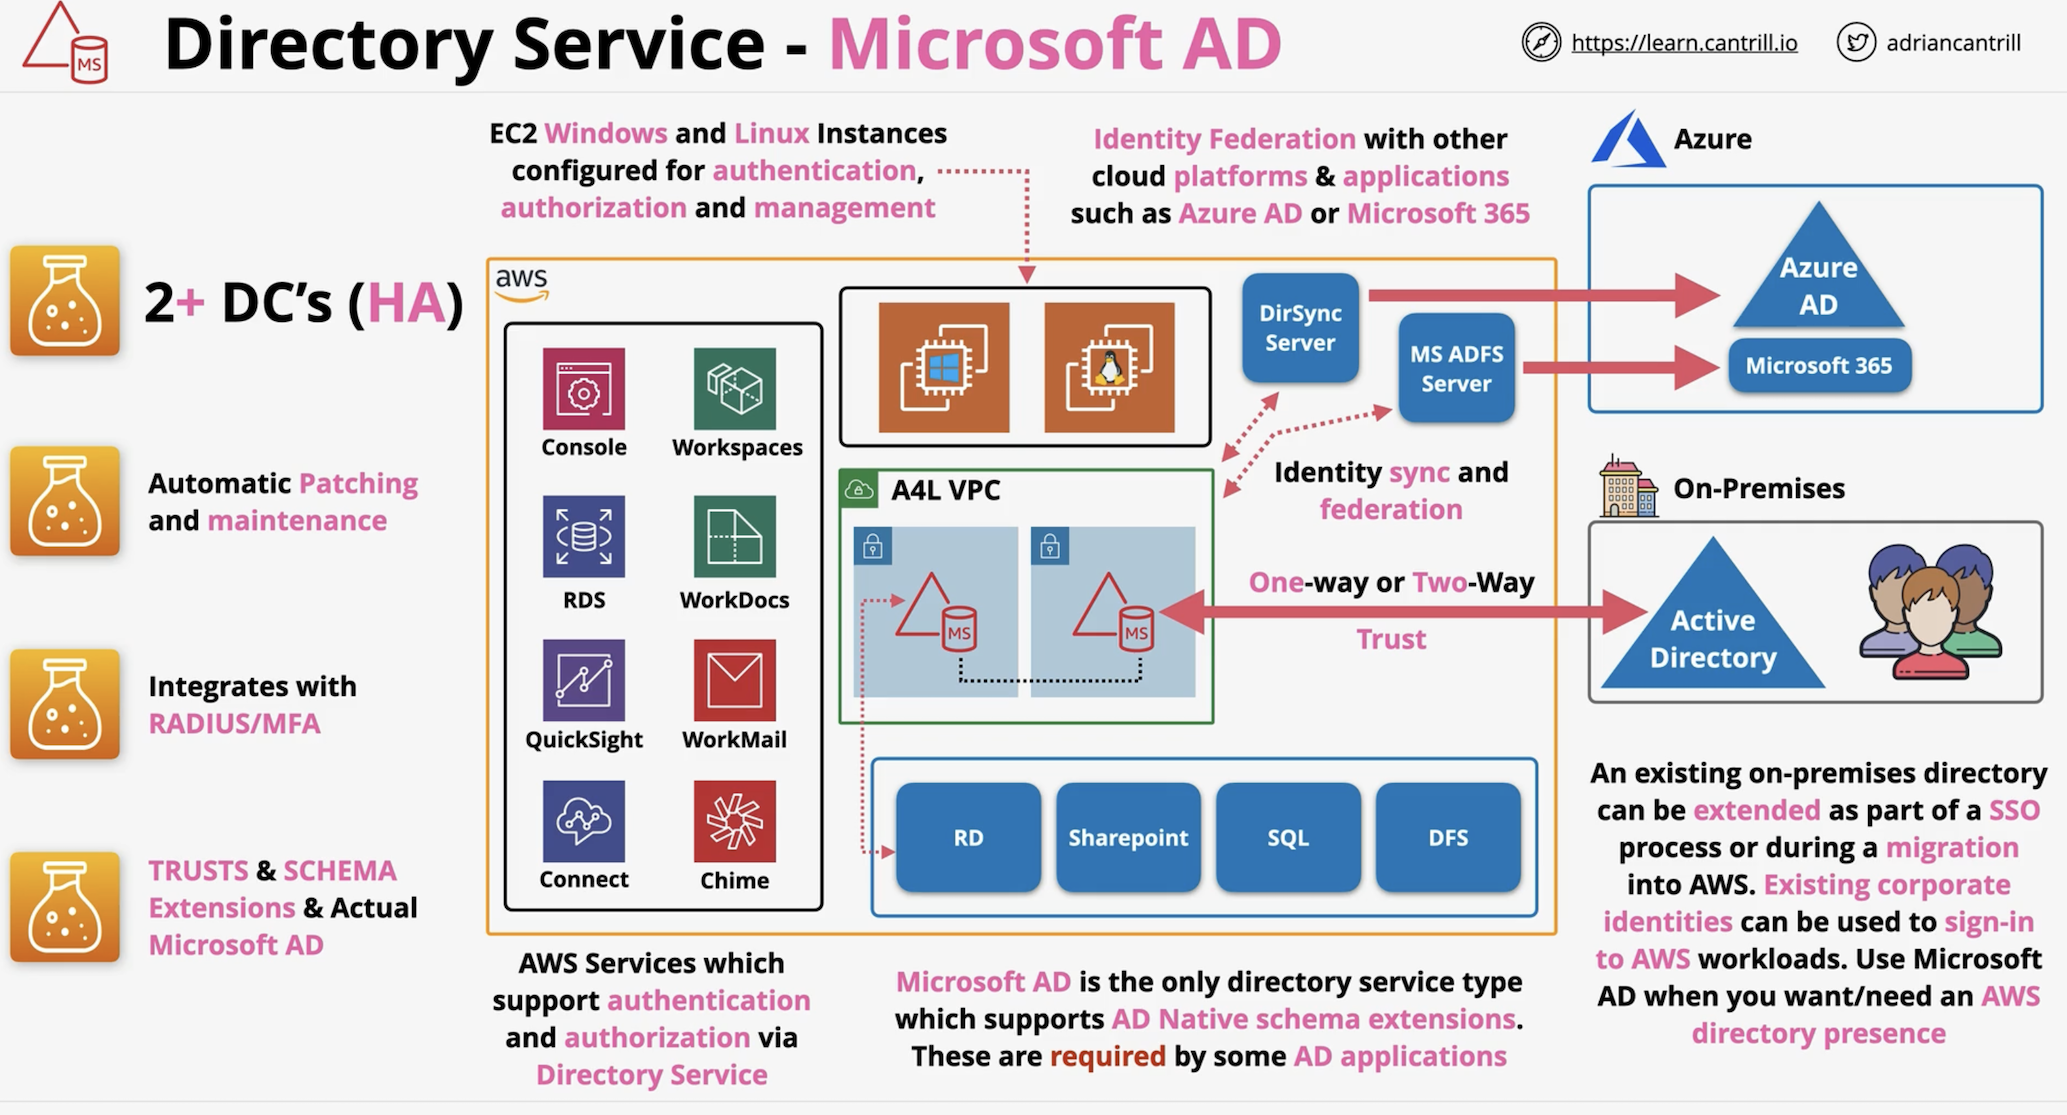 Directory Service - Microsoft AD
MS
https://learn.cantrill.io
adriancantrill
2+ DC's (HA)
Automatic Patching
and maintenance
Integrates with
RADIUS/MFA
TRUSTS & SCHEMA
Extensions & Actual
Microsoft AD
EC2 Windows and Linux Instances
configured for authentication,
authorization and management
Identity Federation with other
cloud platforms & applications
such as Azure AD or Microsoft 365
aws
Console
Workspaces
RDS
WorkDocs
QuickSight
WorkMail
Connect
Chime
DirSync
Server
MS ADFS
Server
Identity sync and
federation
A4L VPC
MS
MS
One-way or Two-Way
Trust
RD
Sharepoint
SQL
DFS
Azure
Azure
AD
Microsoft 365
On-Premises
Active
Directory
AWS Services which
support authentication
and authorization via
Directory Service
Microsoft AD is the only directory service type
which supports AD Native schema extensions.
These are required by some AD applications
An existing on-premises directory
can be extended as part of a SSO
process or during a migration
into AWS. Existing corporate
identities can be used to sign-in
to AWS workloads. Use Microsoft
AD when you want/need an AWS
directory presence